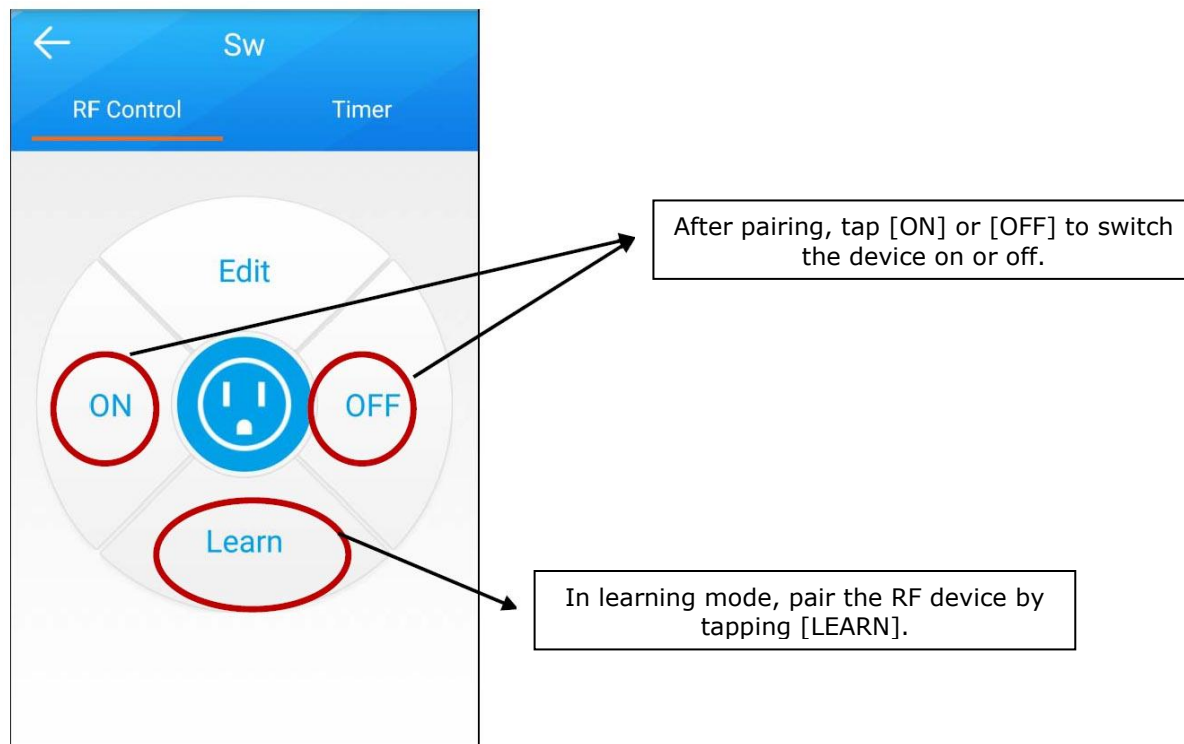 Sw
RF Control Timer
After pairing, tap [ON] or [OFF] to switch
the device on or off.
Edit
ON OFF
Learn
In learning mode, pair the RF device by
tapping [LEARN].